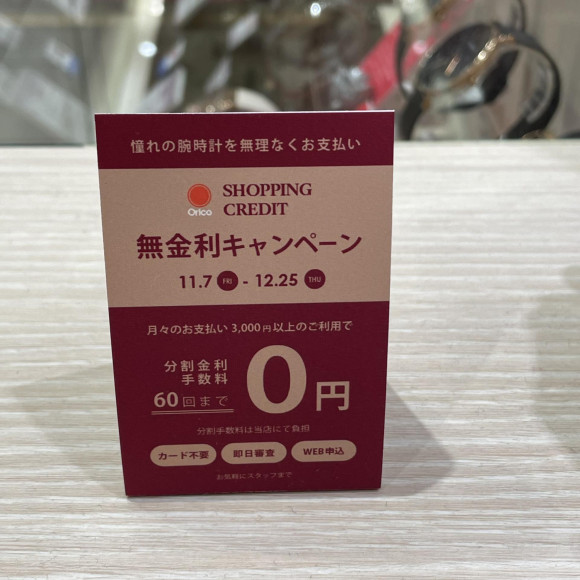 憧れの腕時計を無理なくお支払い
Orico
SHOPPING
CREDIT
無金利キャンペーン
11.7 FRI - 12.25 THU
月々のお支払い 3,000円以上のご利用で
分割金利
手数料
60回まで
0円
分割手数料は当店にて負担
カード不要 即日審査 WEB申込
お気軽にスタッフまで